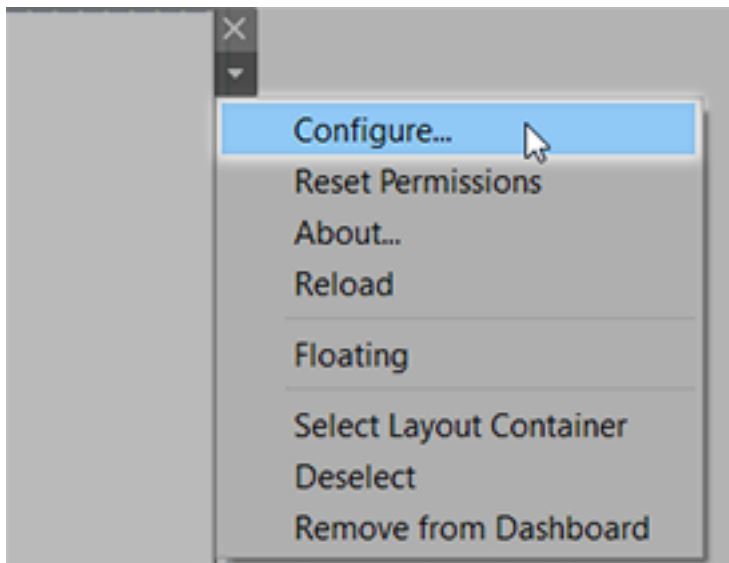 Configure...
Reset Permissions
About...
Reload
Floating
Select Layout Container
Deselect
Remove from Dashboard